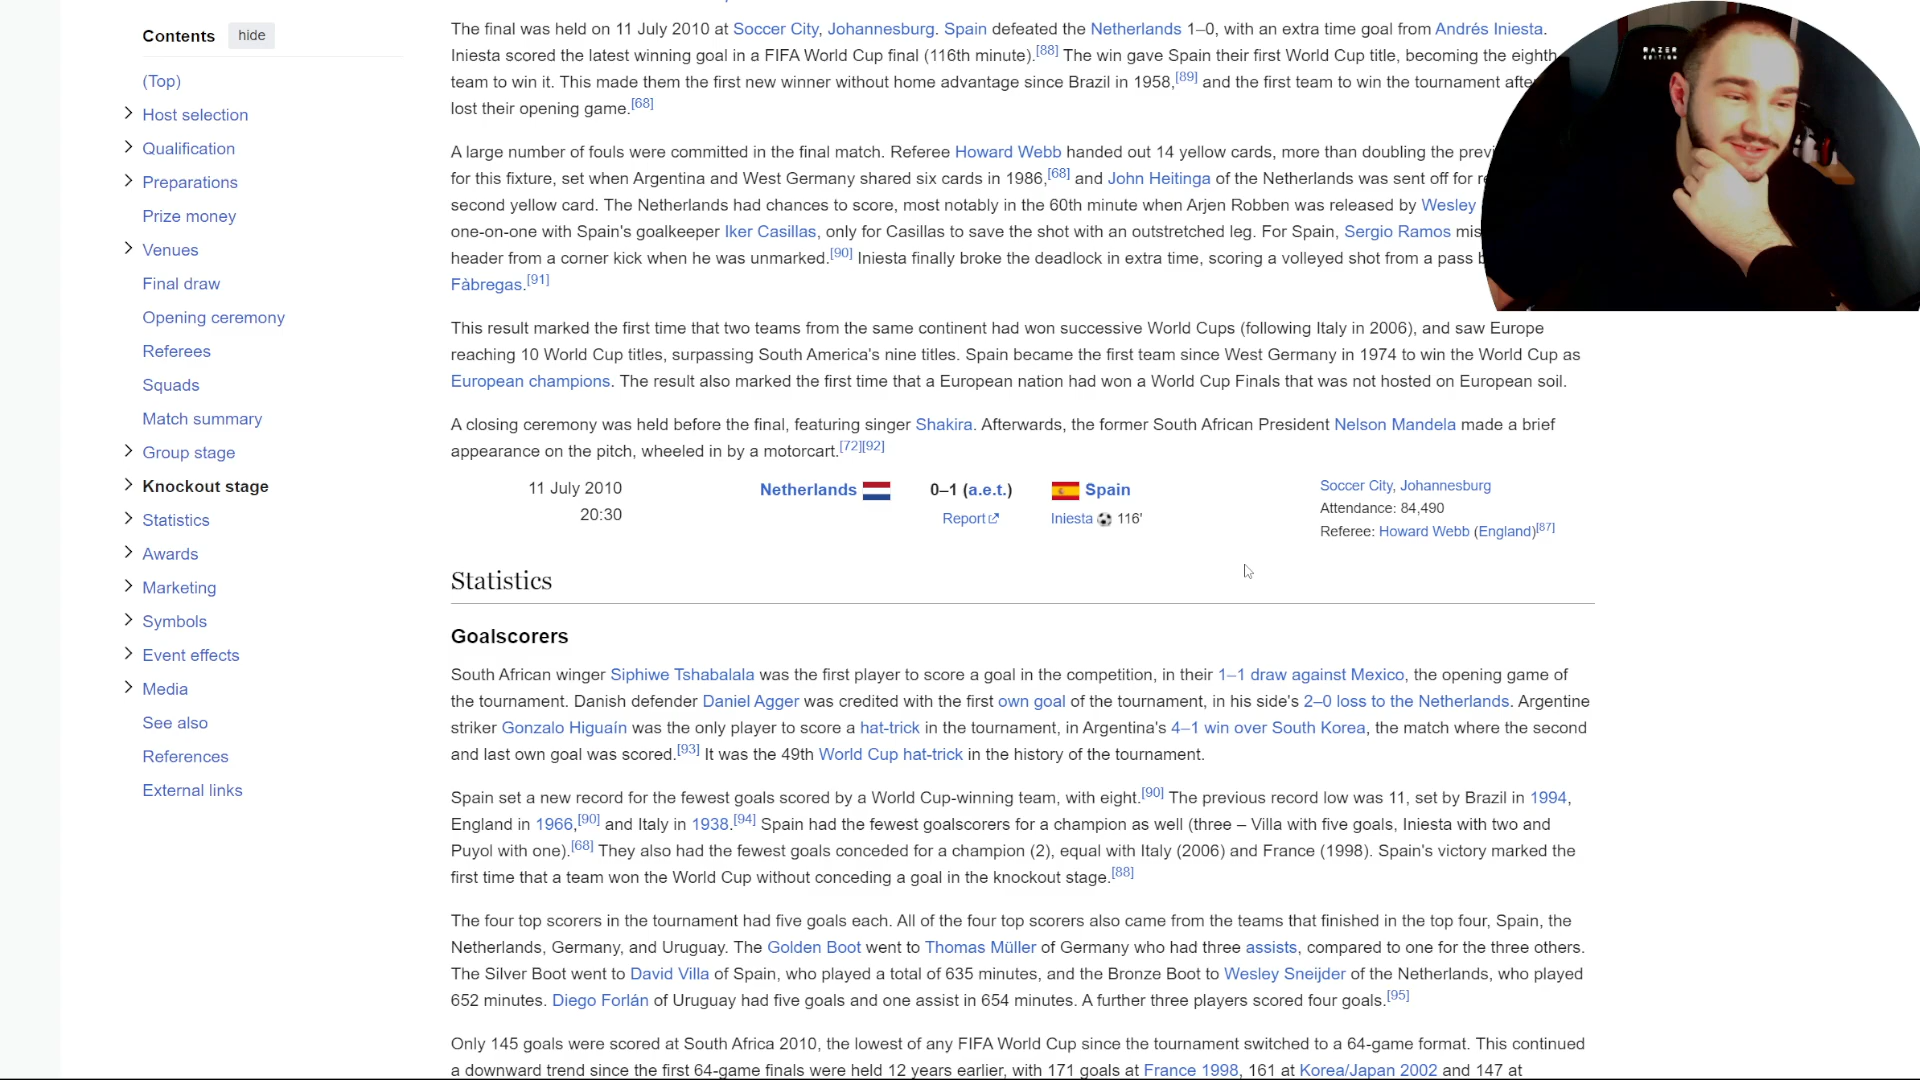 Contents hide
(Top)
Host selection
Qualification
Preparations
Prize money
Venues
Final draw
Opening ceremony
Referees
Squads
Match summary
Group stage
Knockout stage
Statistics
Awards
Marketing
Symbols
Event effects
Media
See also
References
External links
The final was held on 11 July 2010 at Soccer City, Johannesburg. Spain defeated the Netherlands 1–0, with an extra time goal from Andrés Iniesta.
Iniesta scored the latest winning goal in a FIFA World Cup final (116th minute).[88] The win gave Spain their first World Cup title, becoming the eighth
team to win it. This made them the first new winner without home advantage since Brazil in 1958,[89] and the first team to win the tournament afte
lost their opening game.[68]
A large number of fouls were committed in the final match. Referee Howard Webb handed out 14 yellow cards, more than doubling the previ
for this fixture, set when Argentina and West Germany shared six cards in 1986,[68] and John Heitinga of the Netherlands was sent off for r
second yellow card. The Netherlands had chances to score, most notably in the 60th minute when Arjen Robben was released by Wesley
one-on-one with Spain's goalkeeper Iker Casillas, only for Casillas to save the shot with an outstretched leg. For Spain, Sergio Ramos mis
header from a corner kick when he was unmarked.[90] Iniesta finally broke the deadlock in extra time, scoring a volleyed shot from a pass b
Fàbregas.[91]
This result marked the first time that two teams from the same continent had won successive World Cups (following Italy in 2006), and saw Europe
reaching 10 World Cup titles, surpassing South America's nine titles. Spain became the first team since West Germany in 1974 to win the World Cup as
European champions. The result also marked the first time that a European nation had won a World Cup Finals that was not hosted on European soil.
A closing ceremony was held before the final, featuring singer Shakira. Afterwards, the former South African President Nelson Mandela made a brief
appearance on the pitch, wheeled in by a motorcart.[72][92]
11 July 2010 Netherlands 0–1 (a.e.t.) Spain Soccer City, Johannesburg
20:30 Report Iniesta 116' Attendance: 84,490
Referee: Howard Webb (England)[87]
Statistics
Goalscorers
South African winger Siphiwe Tshabalala was the first player to score a goal in the competition, in their 1–1 draw against Mexico, the opening game of
the tournament. Danish defender Daniel Agger was credited with the first own goal of the tournament, in his side's 2–0 loss to the Netherlands. Argentine
striker Gonzalo Higuaín was the only player to score a hat-trick in the tournament, in Argentina's 4–1 win over South Korea, the match where the second
and last own goal was scored.[93] It was the 49th World Cup hat-trick in the history of the tournament.
Spain set a new record for the fewest goals scored by a World Cup-winning team, with eight.[90] The previous record low was 11, set by Brazil in 1994,
England in 1966,[90] and Italy in 1938.[94] Spain had the fewest goalscorers for a champion as well (three – Villa with five goals, Iniesta with two and
Puyol with one).[68] They also had the fewest goals conceded for a champion (2), equal with Italy (2006) and France (1998). Spain's victory marked the
first time that a team won the World Cup without conceding a goal in the knockout stage.[88]
The four top scorers in the tournament had five goals each. All of the four top scorers also came from the teams that finished in the top four, Spain, the
Netherlands, Germany, and Uruguay. The Golden Boot went to Thomas Müller of Germany who had three assists, compared to one for the three others.
The Silver Boot went to David Villa of Spain, who played a total of 635 minutes, and the Bronze Boot to Wesley Sneijder of the Netherlands, who played
652 minutes. Diego Forlán of Uruguay had five goals and one assist in 654 minutes. A further three players scored four goals.[95]
Only 145 goals were scored at South Africa 2010, the lowest of any FIFA World Cup since the tournament switched to a 64-game format. This continued
a downward trend since the first 64-game finals were held 12 years earlier, with 171 goals at France 1998, 161 at Korea/Japan 2002 and 147 at
RAZER
EDITION